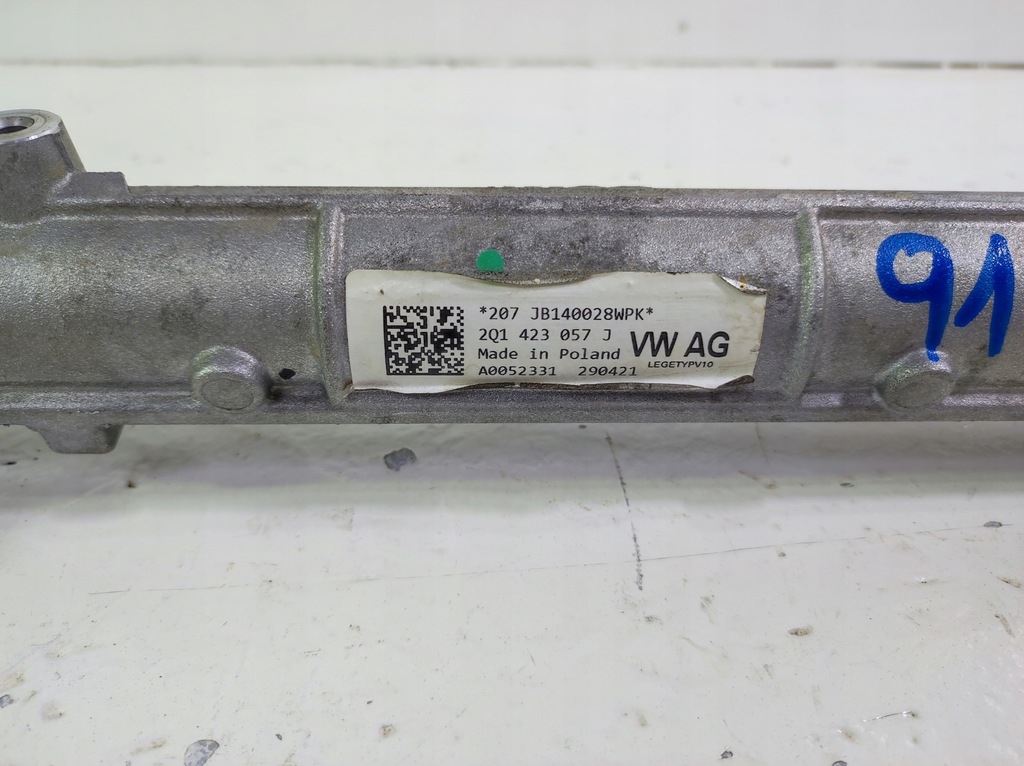 *207 JB140028WPK*
2Q1 423 057 J
Made in Poland
A0052331 290421
VW AG
LEGETYPV10
91